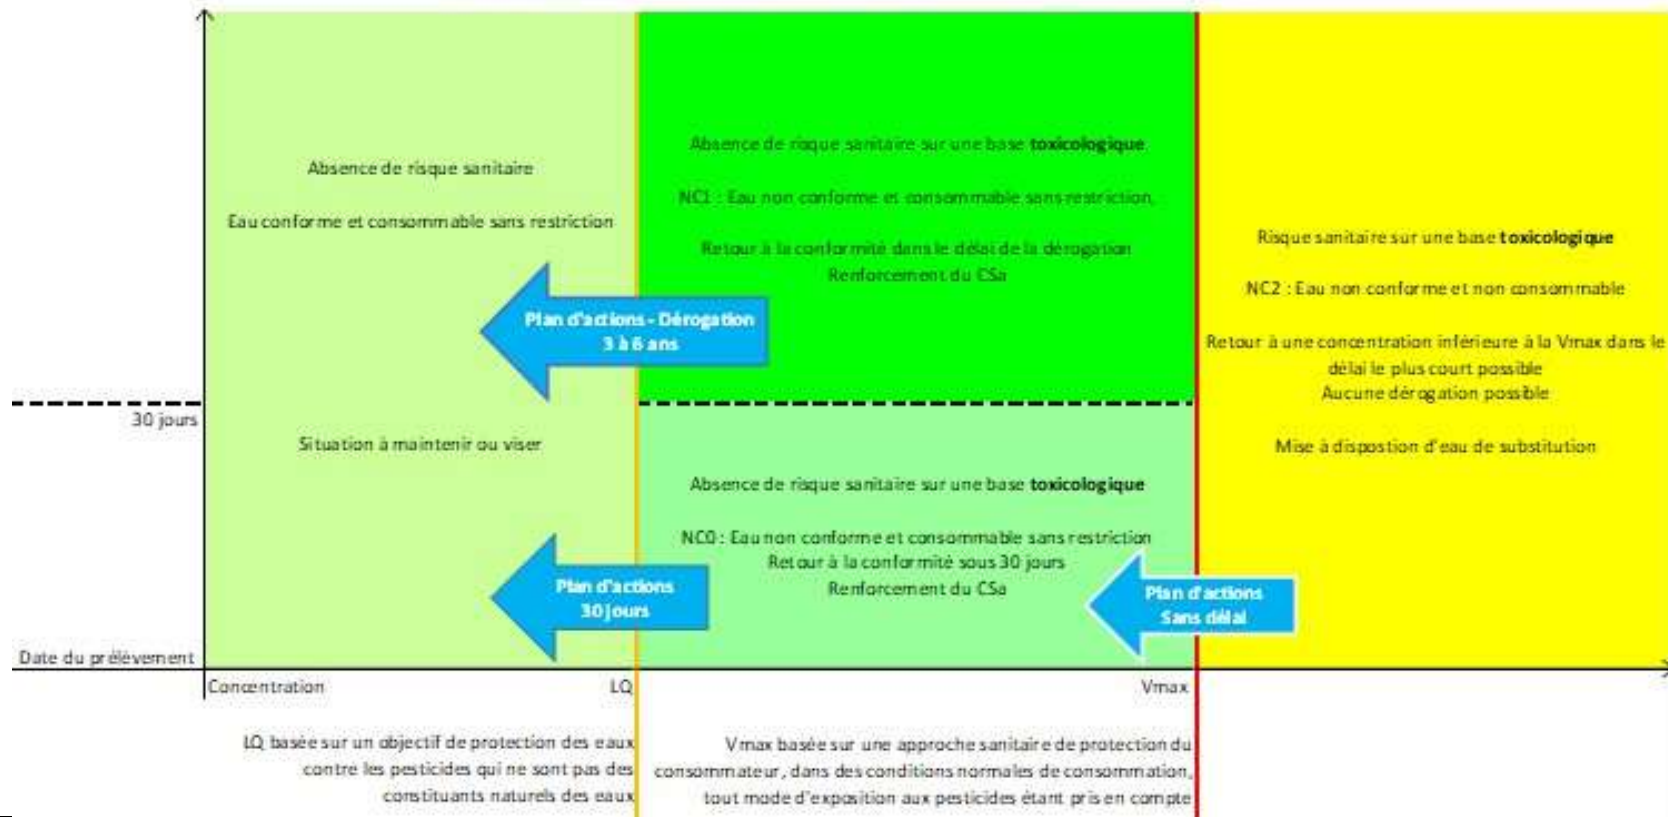 Absence de risque sanitaire
Eau conforme et consommable sans restriction
Situation à maintenir ou viser
Absence de risque sanitaire sur une base toxicologique
NC1 : Eau non conforme et consommable sans restriction,
Retour à la conformité dans le délai de la dérogation
Renforcement du CSa
Plan d'actions - Dérogation
3 à 6 ans
Absence de risque sanitaire sur une base toxicologique
NC0 : Eau non conforme et consommable sans restriction
Retour à la conformité sous 30 jours
Renforcement du CSa
Plan d'actions
30 jours
Risque sanitaire sur une base toxicologique
NC2 : Eau non conforme et non consommable
Retour à une concentration inférieure à la Vmax dans le
délai le plus court possible
Aucune dérogation possible
Mise à dispostion d'eau de substitution
Plan d'actions
Sans délai
30 jours
Date du prélèvement
Concentration
LQ
Vmax
LQ basée sur un objectif de protection des eaux
contre les pesticides qui ne sont pas des
constituants naturels des eaux
Vmax basée sur une approche sanitaire de protection du
consommateur, dans des conditions normales de consommation,
tout mode d'exposition aux pesticides étant pris en compte